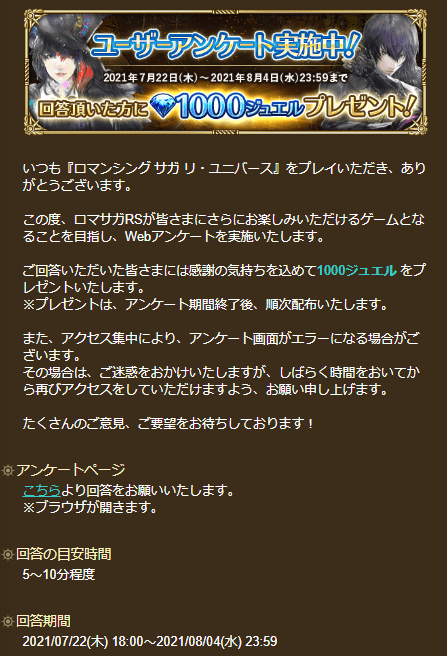 ユーザーアンケート実施中!
2021年7月22日(木)～2021年8月4日(水)23:59まで
回答頂いた方に1000ジュエルプレゼント!
いつも『ロマンシング サガ リ・ユニバース』をプレイいただき、あり
がとうございます。
この度、ロマサガRSが皆さまにさらにお楽しみいただけるゲームとな
ることを目指し、Webアンケートを実施いたします。
ご回答いただいた皆さまには感謝の気持ちを込めて1000ジュエル をプ
レゼントいたします。
※プレゼントは、アンケート期間終了後、順次配布いたします。
また、アクセス集中により、アンケート画面がエラーになる場合がご
ざいます。
その場合は、ご迷惑をおかけいたしますが、しばらく時間をおいてか
ら再びアクセスをしていただけますよう、お願い申し上げます。
たくさんのご意見、ご要望をお待ちしております！
アンケートページ
こちらより回答をお願いいたします。
※ブラウザが開きます。
回答の目安時間
5～10分程度
回答期間
2021/07/22(木) 18:00～2021/08/04(水) 23:59